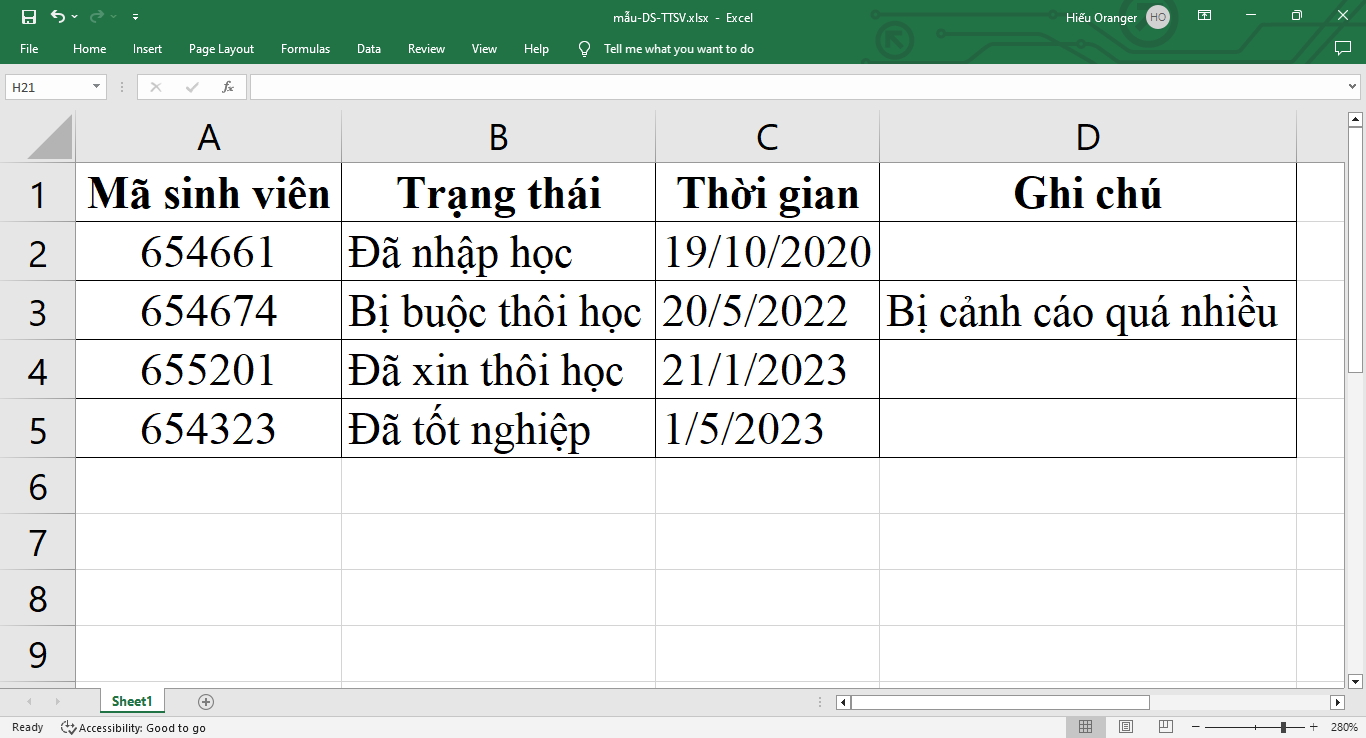 mẫu-DS-TTSV.xlsx - Excel
Hiếu Oranger HO
File Home Insert Page Layout Formulas Data Review View Help Tell me what you want to do
H21 fx
A B C D
1 Mã sinh viên Trạng thái Thời gian Ghi chú
2 654661 Đã nhập học 19/10/2020
3 654674 Bị buộc thôi học 20/5/2022 Bị cảnh cáo quá nhiều
4 655201 Đã xin thôi học 21/1/2023
5 654323 Đã tốt nghiệp 1/5/2023
6
7
8
9
Sheet1
Ready Accessibility: Good to go 280%